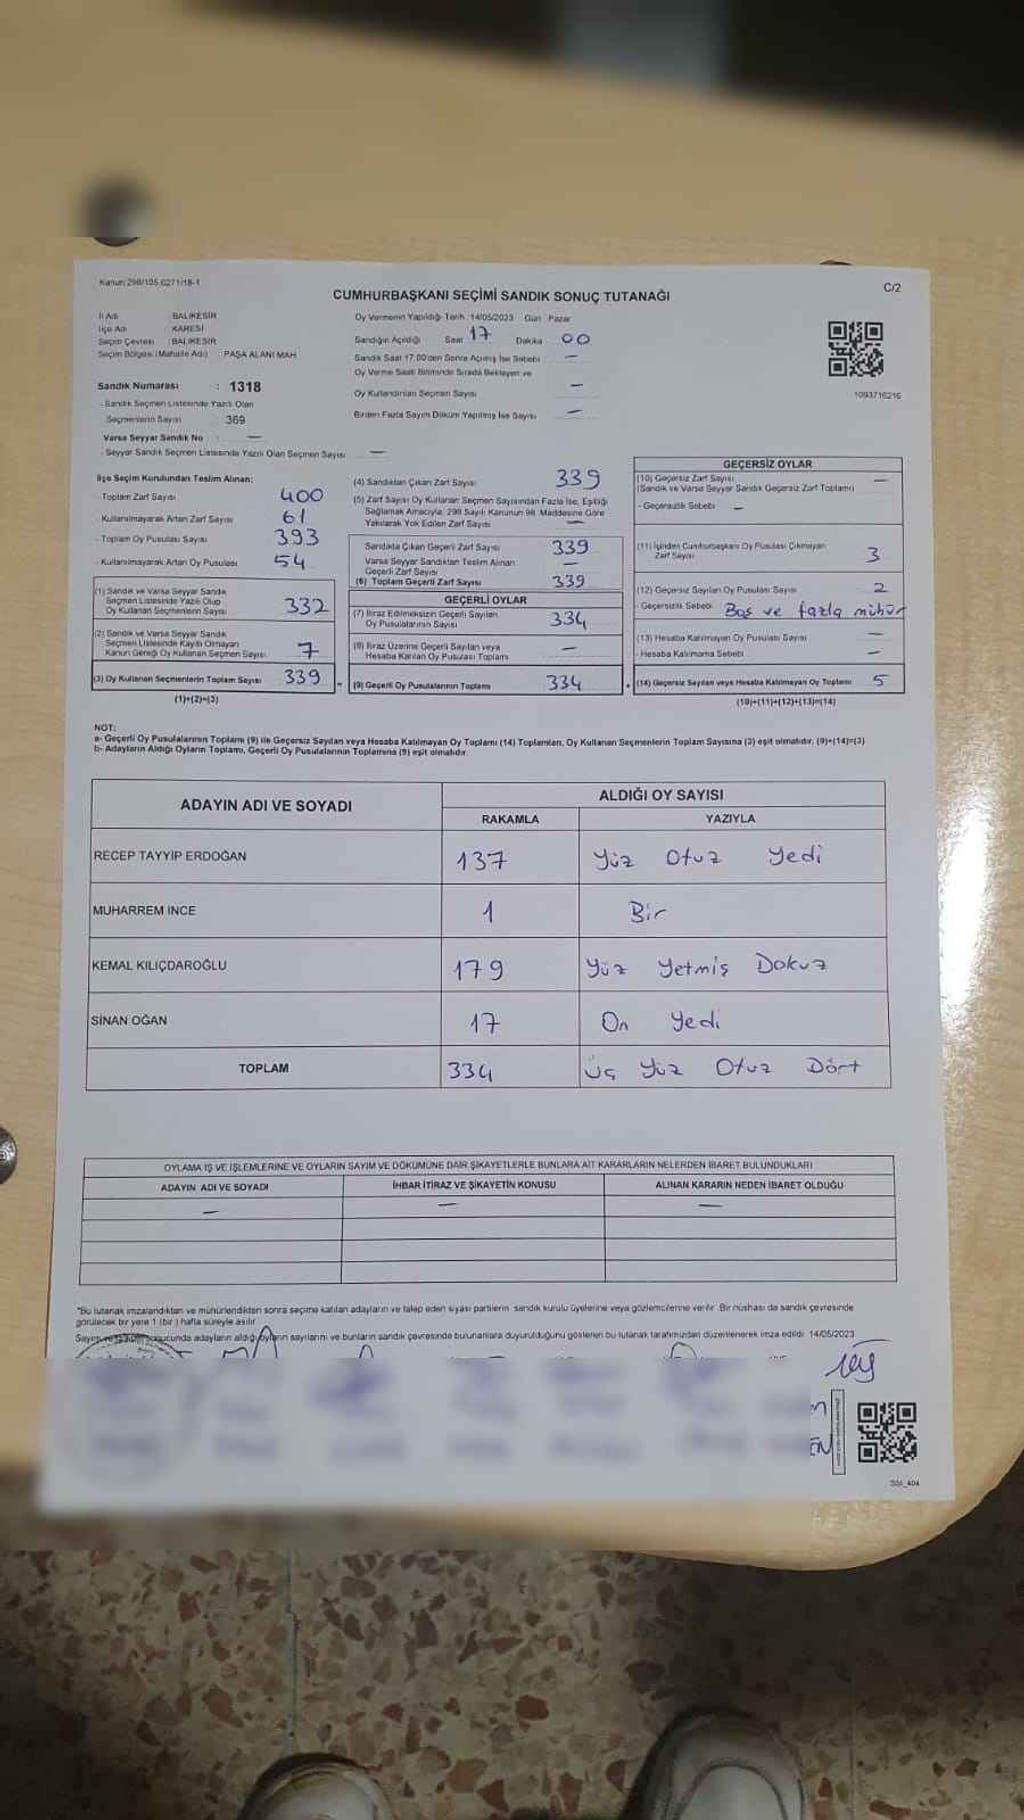 Kanun 298/105,6271/18-1
C/2
CUMHURBAŞKANI SEÇİMİ SANDIK SONUÇ TUTANAĞI
İl Adı : BALIKESİR
İlçe Adı : KARESİ
Seçim Çevresi : BALIKESİR
Seçim Bölgesi (Mahalle Adı) : PAŞA ALANI MAH.
Sandık Numarası : 1318
- Sandık Seçmen Listesinde Yazılı Olan
Seçmenlerin Sayısı : 369
Varsa Seyyar Sandık No : —
- Seyyar Sandık Seçmen Listesinde Yazılı Olan Seçmen Sayısı : —
Oy Vermenin Yapıldığı Tarih :14/05/2023 Gün : Pazar
Sandığın Açıldığı Saat : 17 Dakika : 00
Sandık Saat 17.00'den Sonra Açılmış İse Sebebi : —
Oy Verme Saati Bitiminde Sırada Bekleyen ve
Oy Kullandırılan Seçmen Sayısı : —
Birden Fazla Sayım Döküm Yapılmış İse Sayısı : —
1093716216
İlçe Seçim Kurulundan Teslim Alınan;
- Toplam Zarf Sayısı : 400
- Kullanılmayarak Artan Zarf Sayısı : 61
- Toplam Oy Pusulası Sayısı : 393
- Kullanılmayarak Artan Oy Pusulası : 54
(1) Sandık ve Varsa Seyyar Sandık
Seçmen Listesinde Yazılı Olup
Oy Kullanan Seçmenlerin Sayısı : 332
(2) Sandık ve Varsa Seyyar Sandık
Seçmen Listesinde Kayıtlı Olmayan
Kanun Gereği Oy Kullanan Seçmen Sayısı : 7
(3) Oy Kullanan Seçmenlerin Toplam Sayısı : 339
(1)+(2)=(3)
(4) Sandıktan Çıkan Zarf Sayısı : 339
(5) Zarf Sayısı Oy Kullanan Seçmen Sayısından Fazla İse, Eşitliği
Sağlamak Amacıyla, 298 Sayılı Kanunun 98. Maddesine Göre
Yakılarak Yok Edilen Zarf Sayısı : —
Sandıkta Çıkan Geçerli Zarf Sayısı : 339
Varsa Seyyar Sandıktan Teslim Alınan
Geçerli Zarf Sayısı : —
(6) Toplam Geçerli Zarf Sayısı : 339
GEÇERLİ OYLAR
(7) İtiraz Edilmeksizin Geçerli Sayılan
Oy Pusulalarının Sayısı : 334
(8) İtiraz Üzerine Geçerli Sayılan veya
Hesaba Katılan Oy Pusulası Toplamı : —
(9) Geçerli Oy Pusulalarının Toplamı : 334
GEÇERSİZ OYLAR
(10) Geçersiz Zarf Sayısı : —
(Sandık ve Varsa Seyyar Sandık Geçersiz Zarf Toplamı)
- Geçersizlik Sebebi : —
(11) İçinden Cumhurbaşkanı Oy Pusulası Çıkmayan
Zarf Sayısı : 3
(12) Geçersiz Sayılan Oy Pusulası Sayısı : 2
- Geçersizlik Sebebi : Boş ve fazla mühür
(13) Hesaba Katılmayan Oy Pusulası Sayısı : —
- Hesaba Katılmama Sebebi : —
(14) Geçersiz Sayılan veya Hesaba Katılmayan Oy Toplamı : 5
(10)+(11)+(12)+(13)=(14)
NOT:
a- Geçerli Oy Pusulalarının Toplamı (9) ile Geçersiz Sayılan veya Hesaba Katılmayan Oy Toplamı (14) Toplamları, Oy Kullanan Seçmenlerin Toplam Sayısına (3) eşit olmalıdır. (9)+(14)=(3)
b- Adayların Aldığı Oyların Toplamı, Geçerli Oy Pusulalarının Toplamına (9) eşit olmalıdır.
ADAYIN ADI VE SOYADI
ALDIĞI OY SAYISI
RAKAMLA YAZIYLA
RECEP TAYYİP ERDOĞAN 137 Yüz Otuz Yedi
MUHARREM İNCE 1 Bir
KEMAL KILIÇDAROĞLU 179 Yüz Yetmiş Dokuz
SİNAN OĞAN 17 On Yedi
TOPLAM 334 Üç Yüz Otuz Dört
OYLAMA İŞ VE İŞLEMLERİNE VE OYLARIN SAYIM VE DÖKÜMÜNE DAİR ŞİKAYETLERLE BUNLARA AİT KARARLARIN NELERDEN İBARET BULUNDUKLARI
ADAYIN ADI VE SOYADI İHBAR İTİRAZ VE ŞİKAYETİN KONUSU ALINAN KARARIN NEDEN İBARET OLDUĞU
— — —
*Bu tutanak imzalandıktan ve mühürlendikten sonra seçime katılan adayların ve talep eden siyasi partilerin sandık kurulu üyelerine veya gözlemcilerine verilir. Bir nüshası da sandık çevresinde
görülecek bir yere 1 (bir) hafta süreyle asılır.
Sayım ve döküm sonucunda adayların aldığı oyların sayılarını ve bunların sandık çevresinde bulunanlara duyurulduğunu gösteren bu tutanak tarafımızdan düzenlenerek imza edildi. 14/05/2023